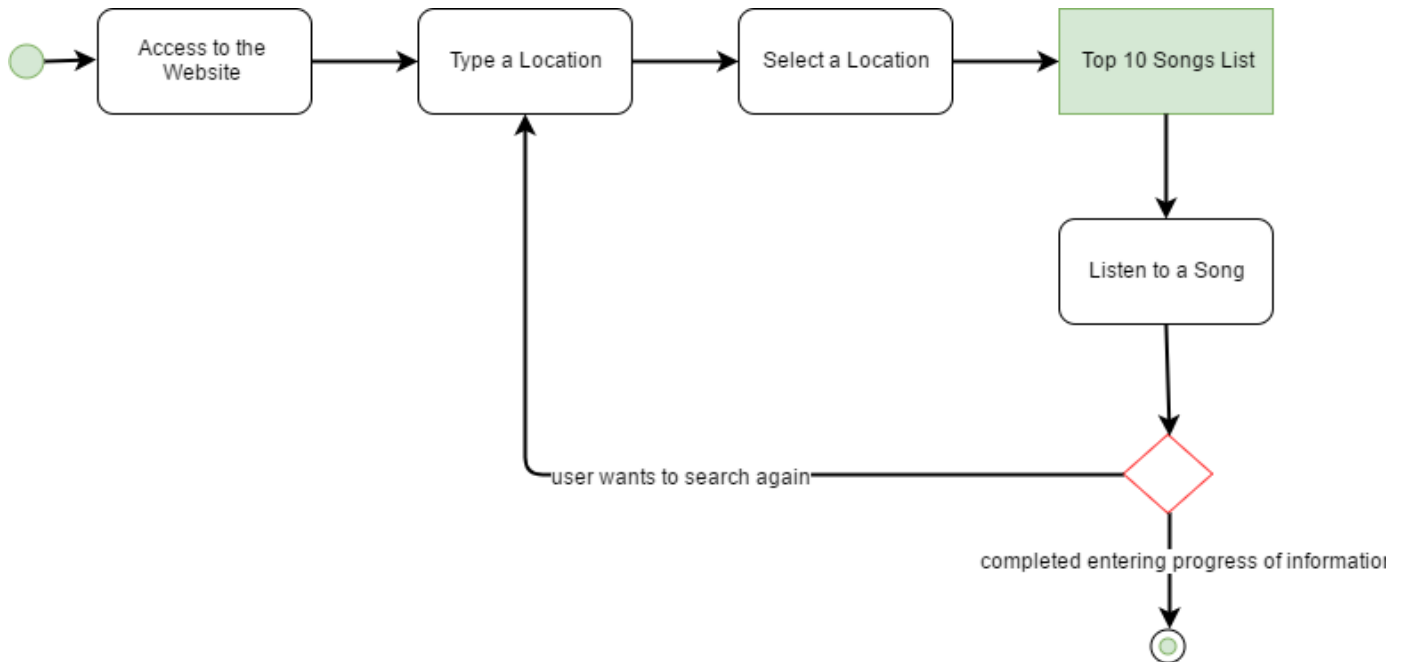 Access to the
Website
Type a Location
Select a Location
Top 10 Songs List
Listen to a Song
user wants to search again
completed entering progress of information